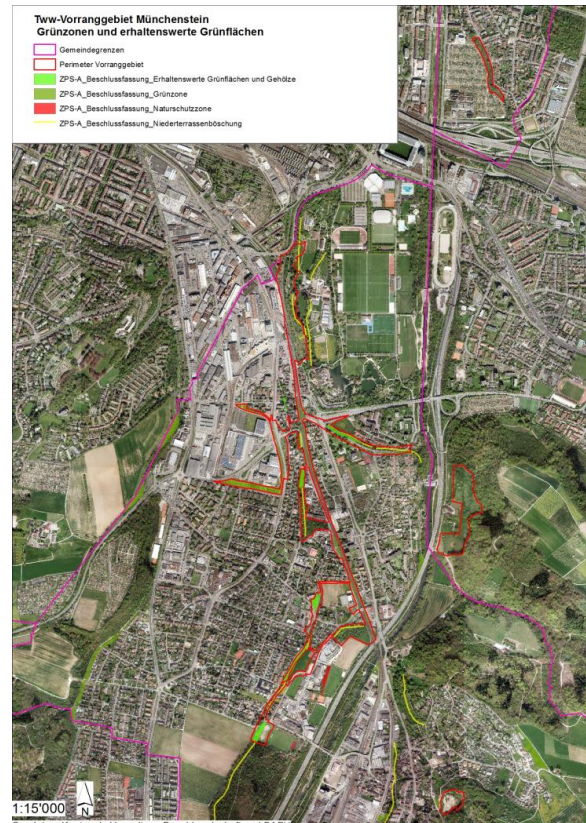 Tww-Vorranggebiet Münchenstein
Grünzonen und erhaltenswerte Grünflächen
Gemeindegrenzen
Perimeter Vorranggebiet
ZPS-A_Beschlussfassung_Erhaltenswerte Grünflächen und Gehölze
ZPS-A_Beschlussfassung_Grünzone
ZPS-A_Beschlussfassung_Naturschutzzone
ZPS-A_Beschlussfassung_Niederterrassenböschung
1:15'000
N